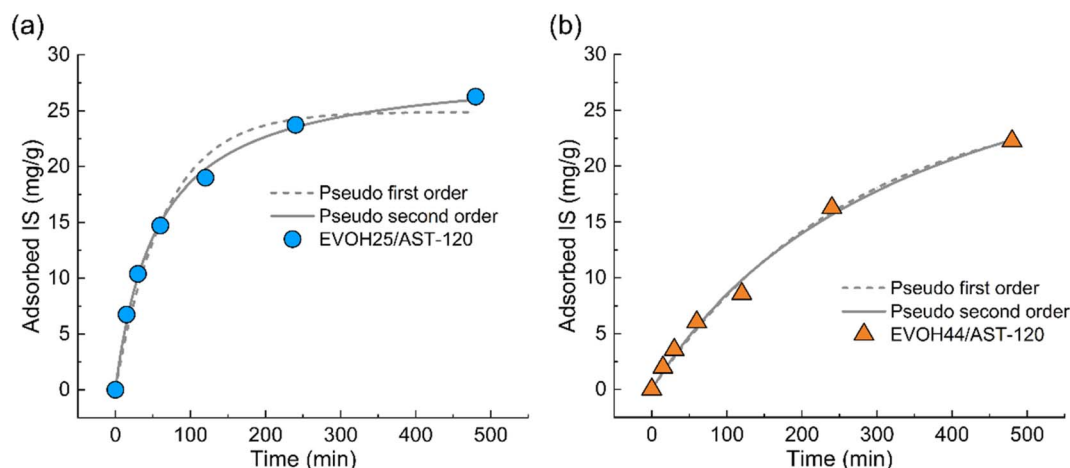 (a)
30
25
20
15
10
5
0
Adsorbed IS (mg/g)
Pseudo first order
Pseudo second order
EVOH25/AST-120
0 100 200 300 400 500
Time (min)
(b)
30
25
20
15
10
5
0
Adsorbed IS (mg/g)
Pseudo first order
Pseudo second order
EVOH44/AST-120
0 100 200 300 400 500
Time (min)